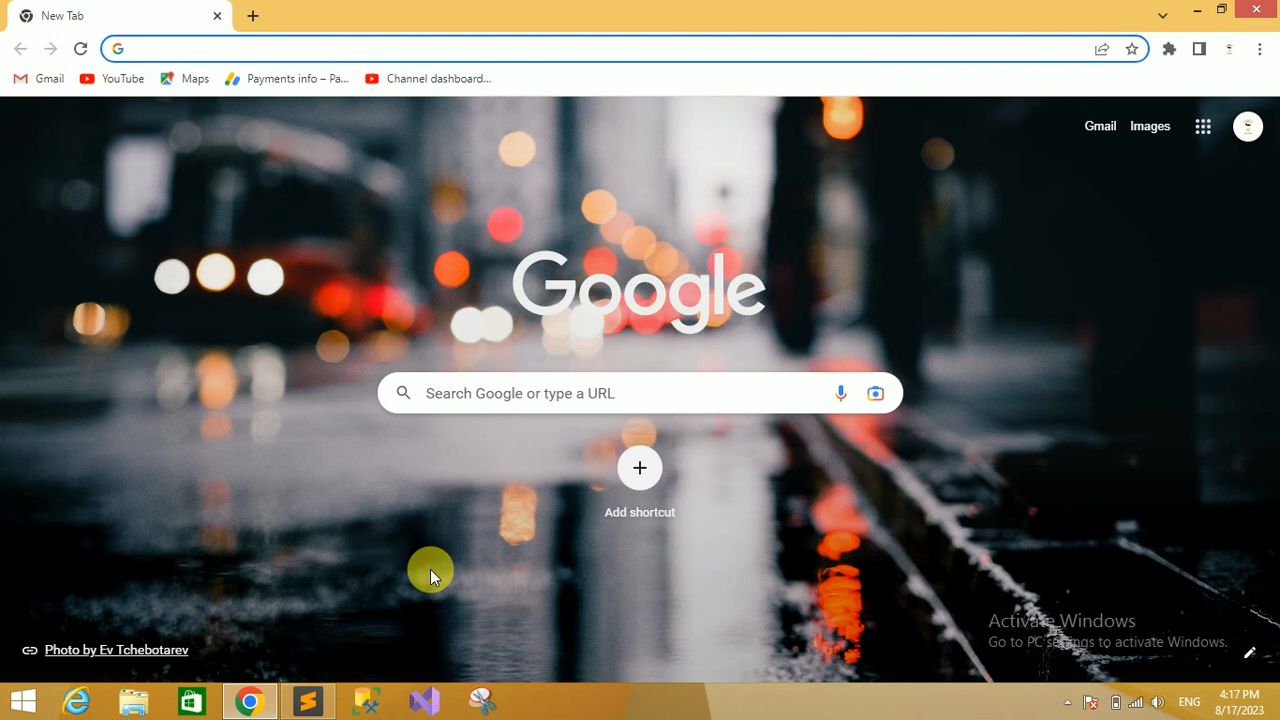 New Tab
Gmail
YouTube
Maps
Payments info – Pa...
Channel dashboard...
Gmail
Images
Google
Search Google or type a URL
Add shortcut
Activate Windows
Go to PC settings to activate Windows.
Photo by Ev Tchebotarev
ENG
4:17 PM
8/17/2023